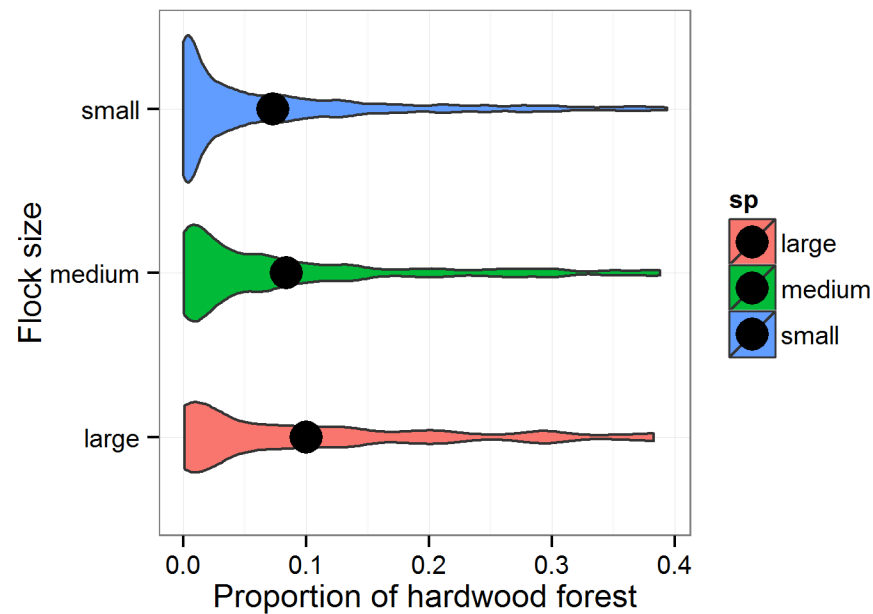 Flock size
small
medium
large
0.0 0.1 0.2 0.3 0.4
Proportion of hardwood forest
sp
large
medium
small